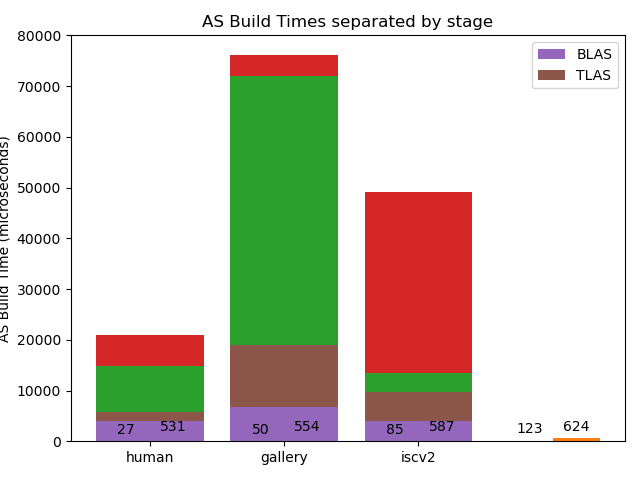 AS Build Times separated by stage
80000
70000
60000
50000
40000
30000
20000
10000
0
AS Build Time (microseconds)
BLAS
TLAS
27 531 50 554 85 587 123 624
human gallery iscv2